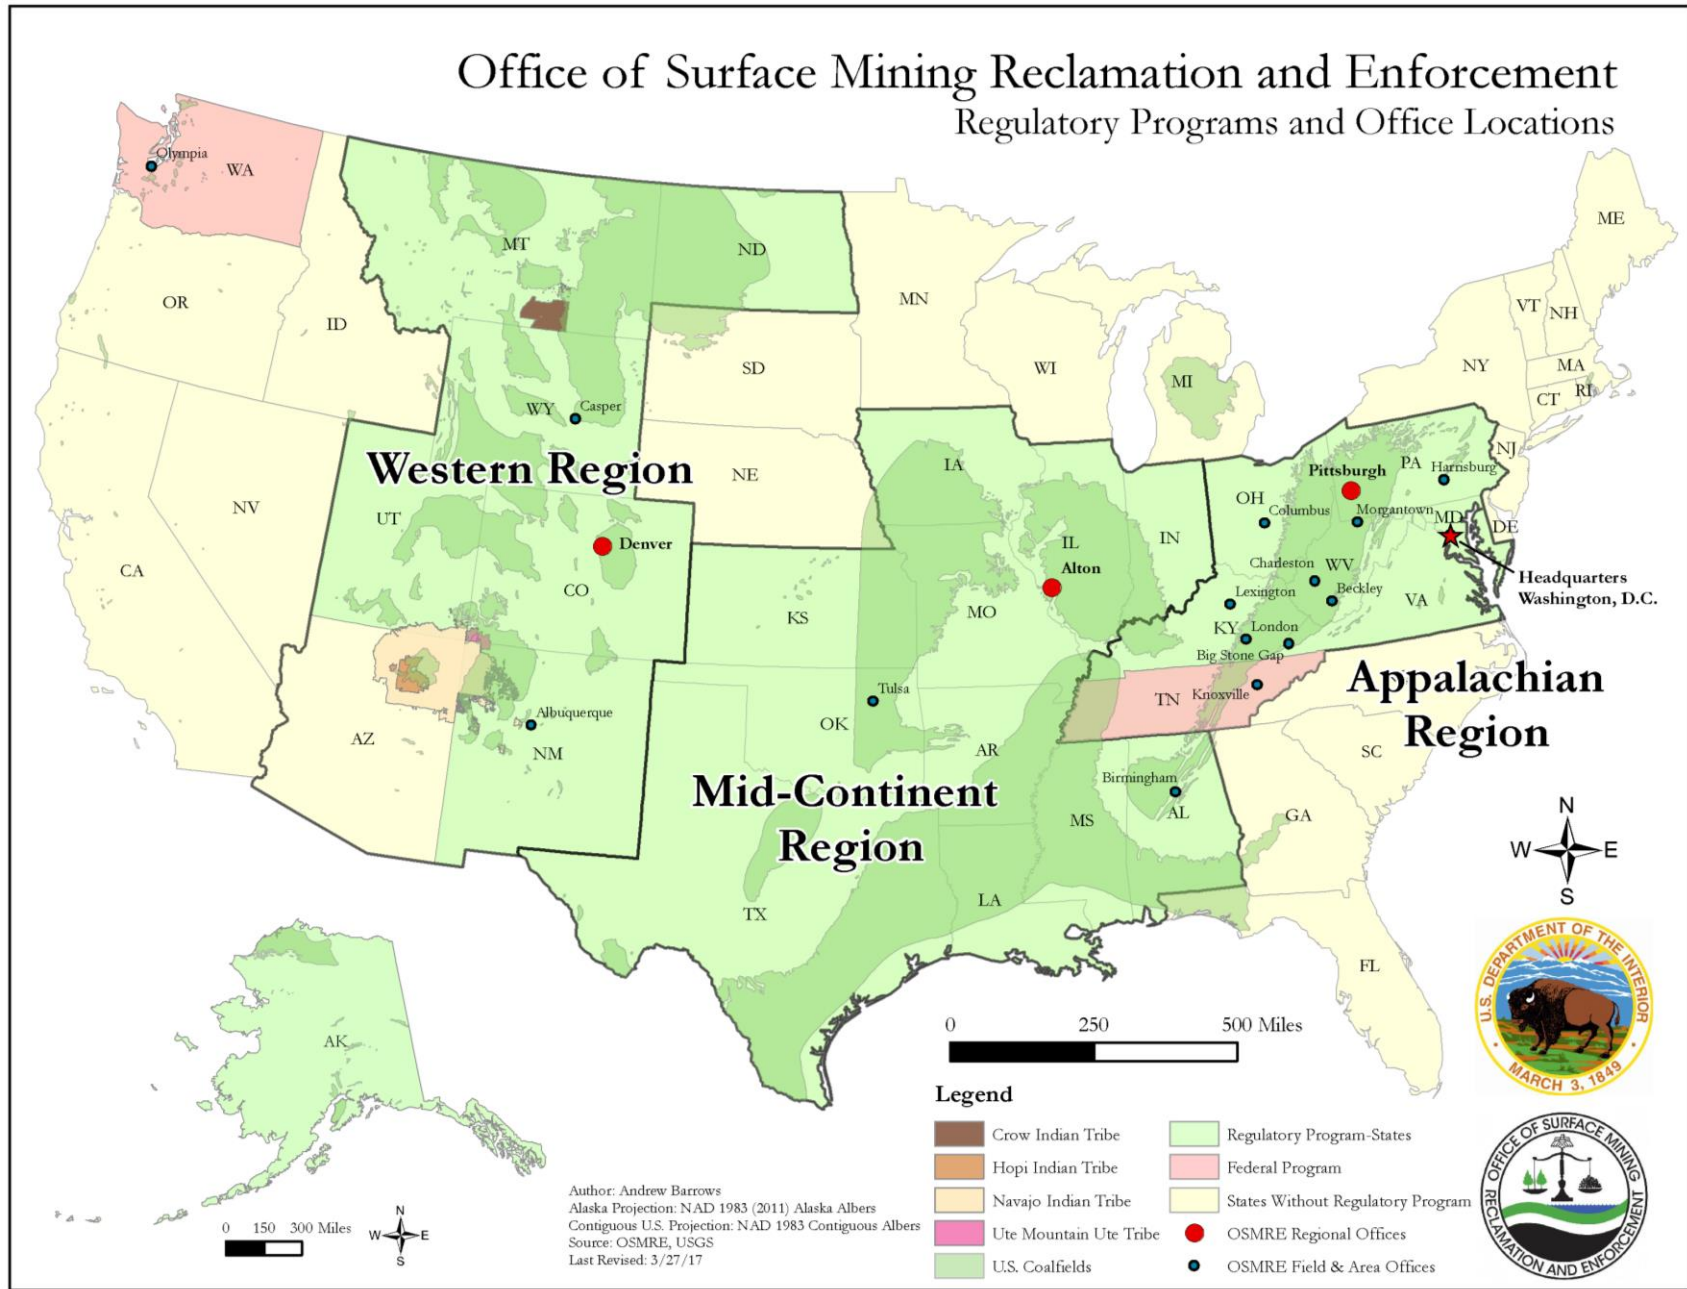 Office of Surface Mining Reclamation and Enforcement
Regulatory Programs and Office Locations
Olympia
WA
OR
ID
MT
ND
MN
SD
WI
MI
WY
Casper
NE
IA
NY
VT
NH
ME
MA
CT
RI
NJ
Western Region
NV
UT
CA
Denver
CO
KS
MO
IL
Alton
IN
OH
Columbus
Pittsburgh
PA
Harrisburg
Morgantown
MD
DE
Charleston
WV
Beckley
Lexington
VA
Headquarters
Washington, D.C.
KY
London
Big Stone Gap
Knoxville
TN
Appalachian
Region
AZ
Albuquerque
NM
Tulsa
OK
AR
Mid-Continent
Region
Birmingham
AL
MS
SC
GA
TX
LA
FL
AK
N
W
E
S
U.S. DEPARTMENT OF THE INTERIOR
MARCH 3, 1849
0 250 500 Miles
Legend
Crow Indian Tribe
Hopi Indian Tribe
Navajo Indian Tribe
Ute Mountain Ute Tribe
U.S. Coalfields
Regulatory Program-States
Federal Program
States Without Regulatory Program
OSMRE Regional Offices
OSMRE Field & Area Offices
OFFICE OF SURFACE MINING
RECLAMATION AND ENFORCEMENT
0 150 300 Miles
N
W
E
S
Author: Andrew Barrows
Alaska Projection: NAD 1983 (2011) Alaska Albers
Contiguous U.S. Projection: NAD 1983 Contiguous Albers
Source: OSMRE, USGS
Last Revised: 3/27/17